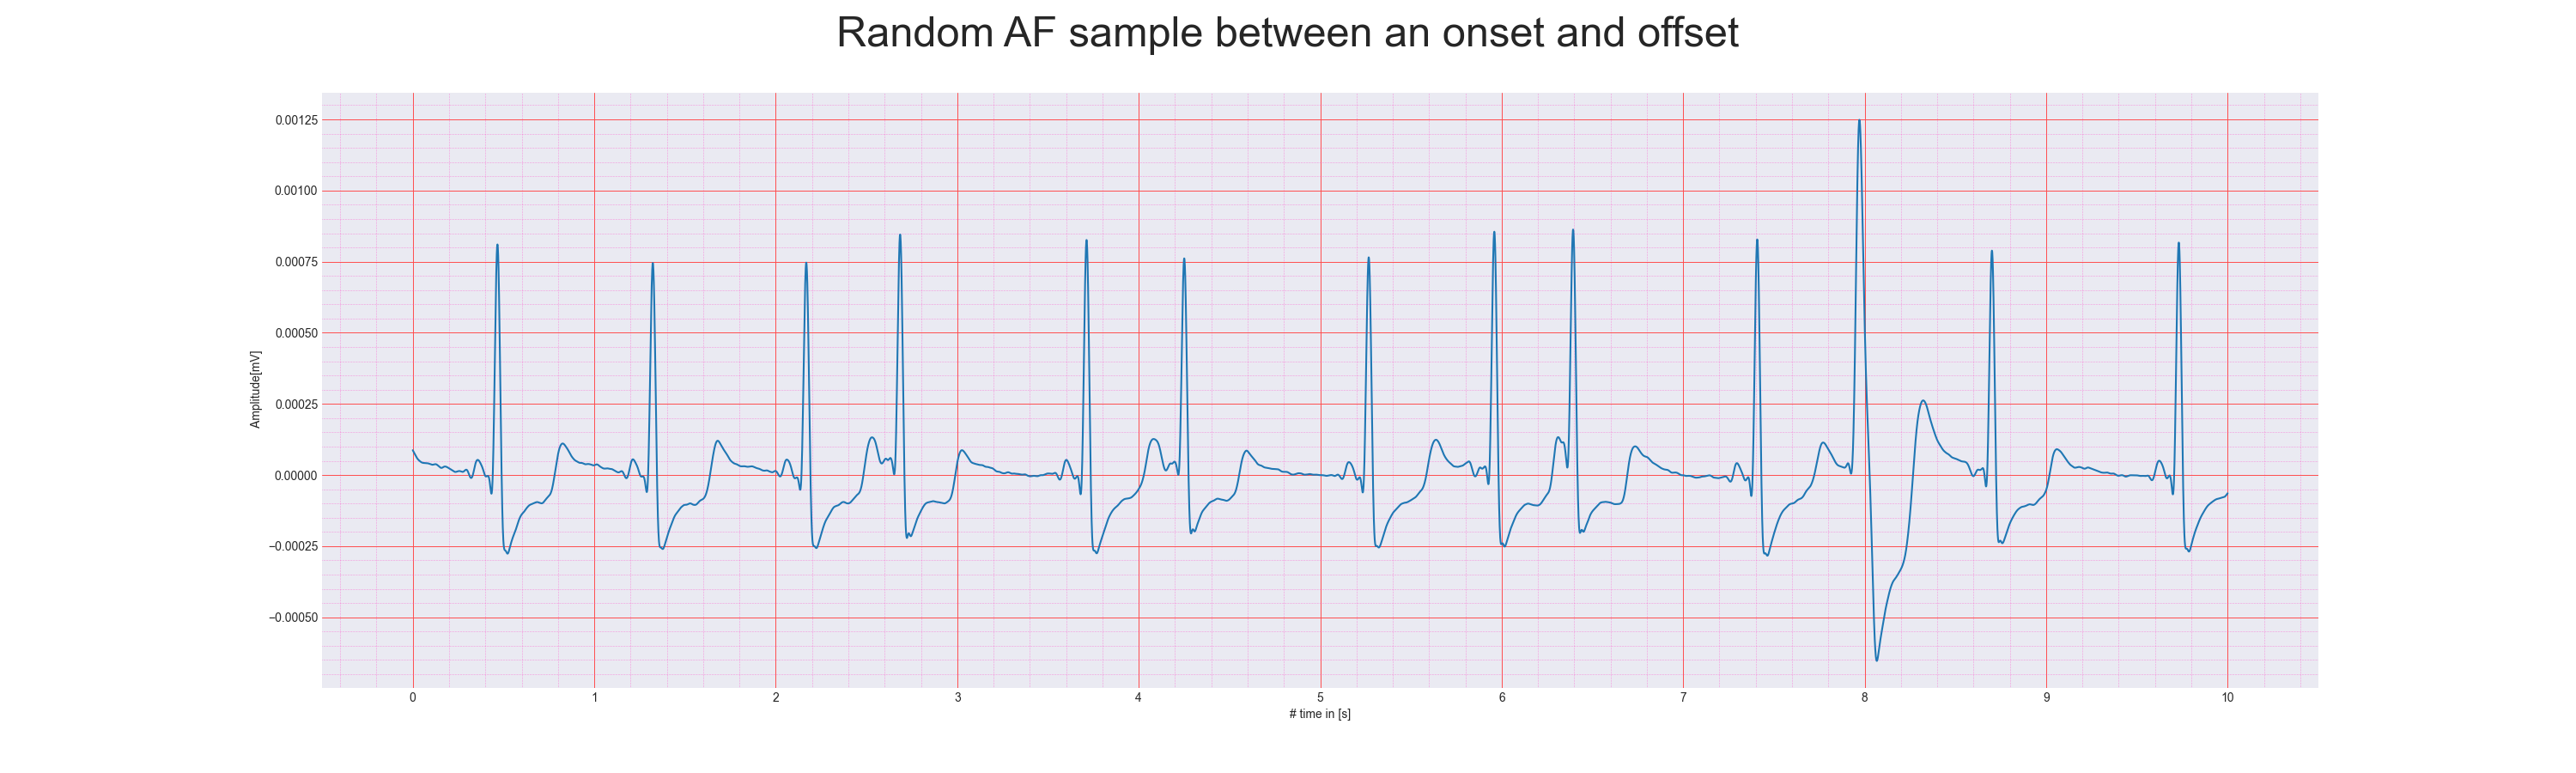 Random AF sample between an onset and offset
0.00125
0.00100
0.00075
0.00050
0.00025
0.00000
−0.00025
−0.00050
Amplitude[mV]
0 1 2 3 4 5 6 7 8 9 10
# time in [s]